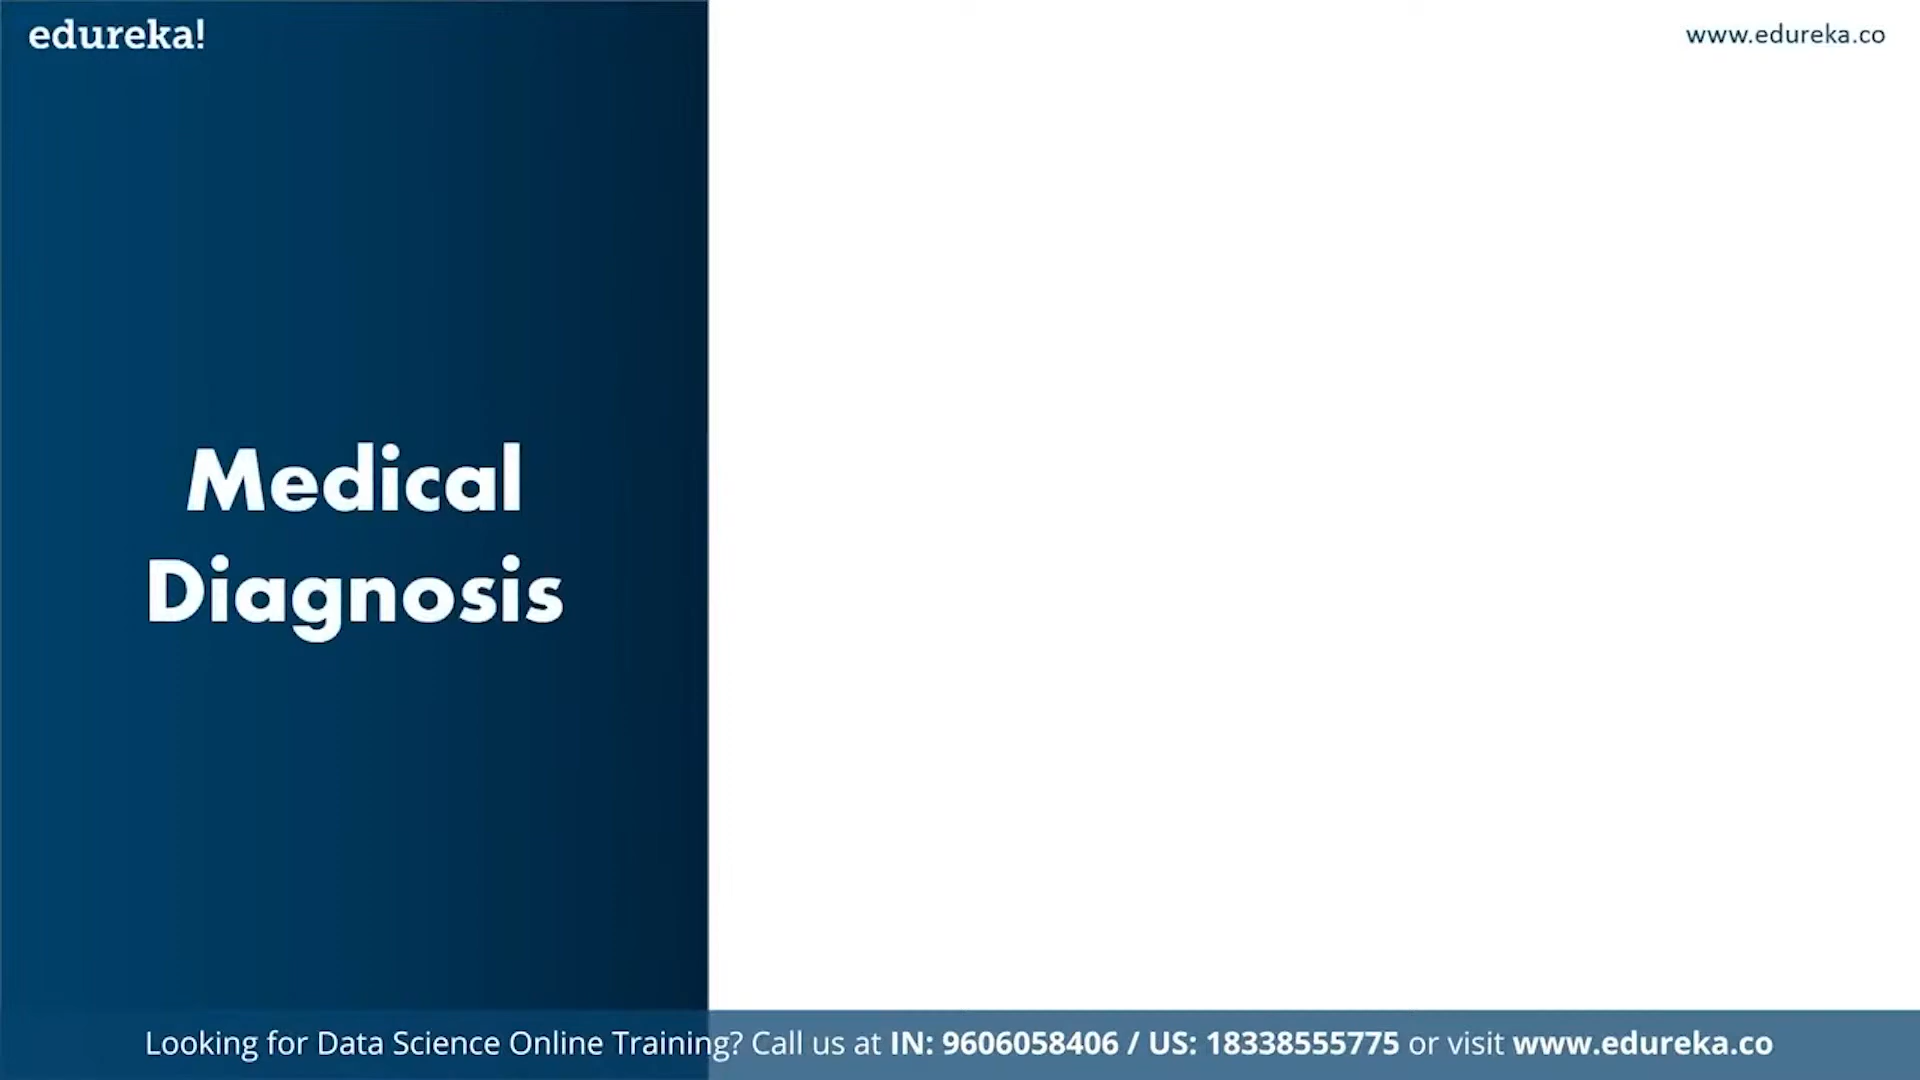 edureka!
www.edureka.co
Medical
Diagnosis
Looking for Data Science Online Training? Call us at IN: 9606058406 / US: 18338555775 or visit www.edureka.co